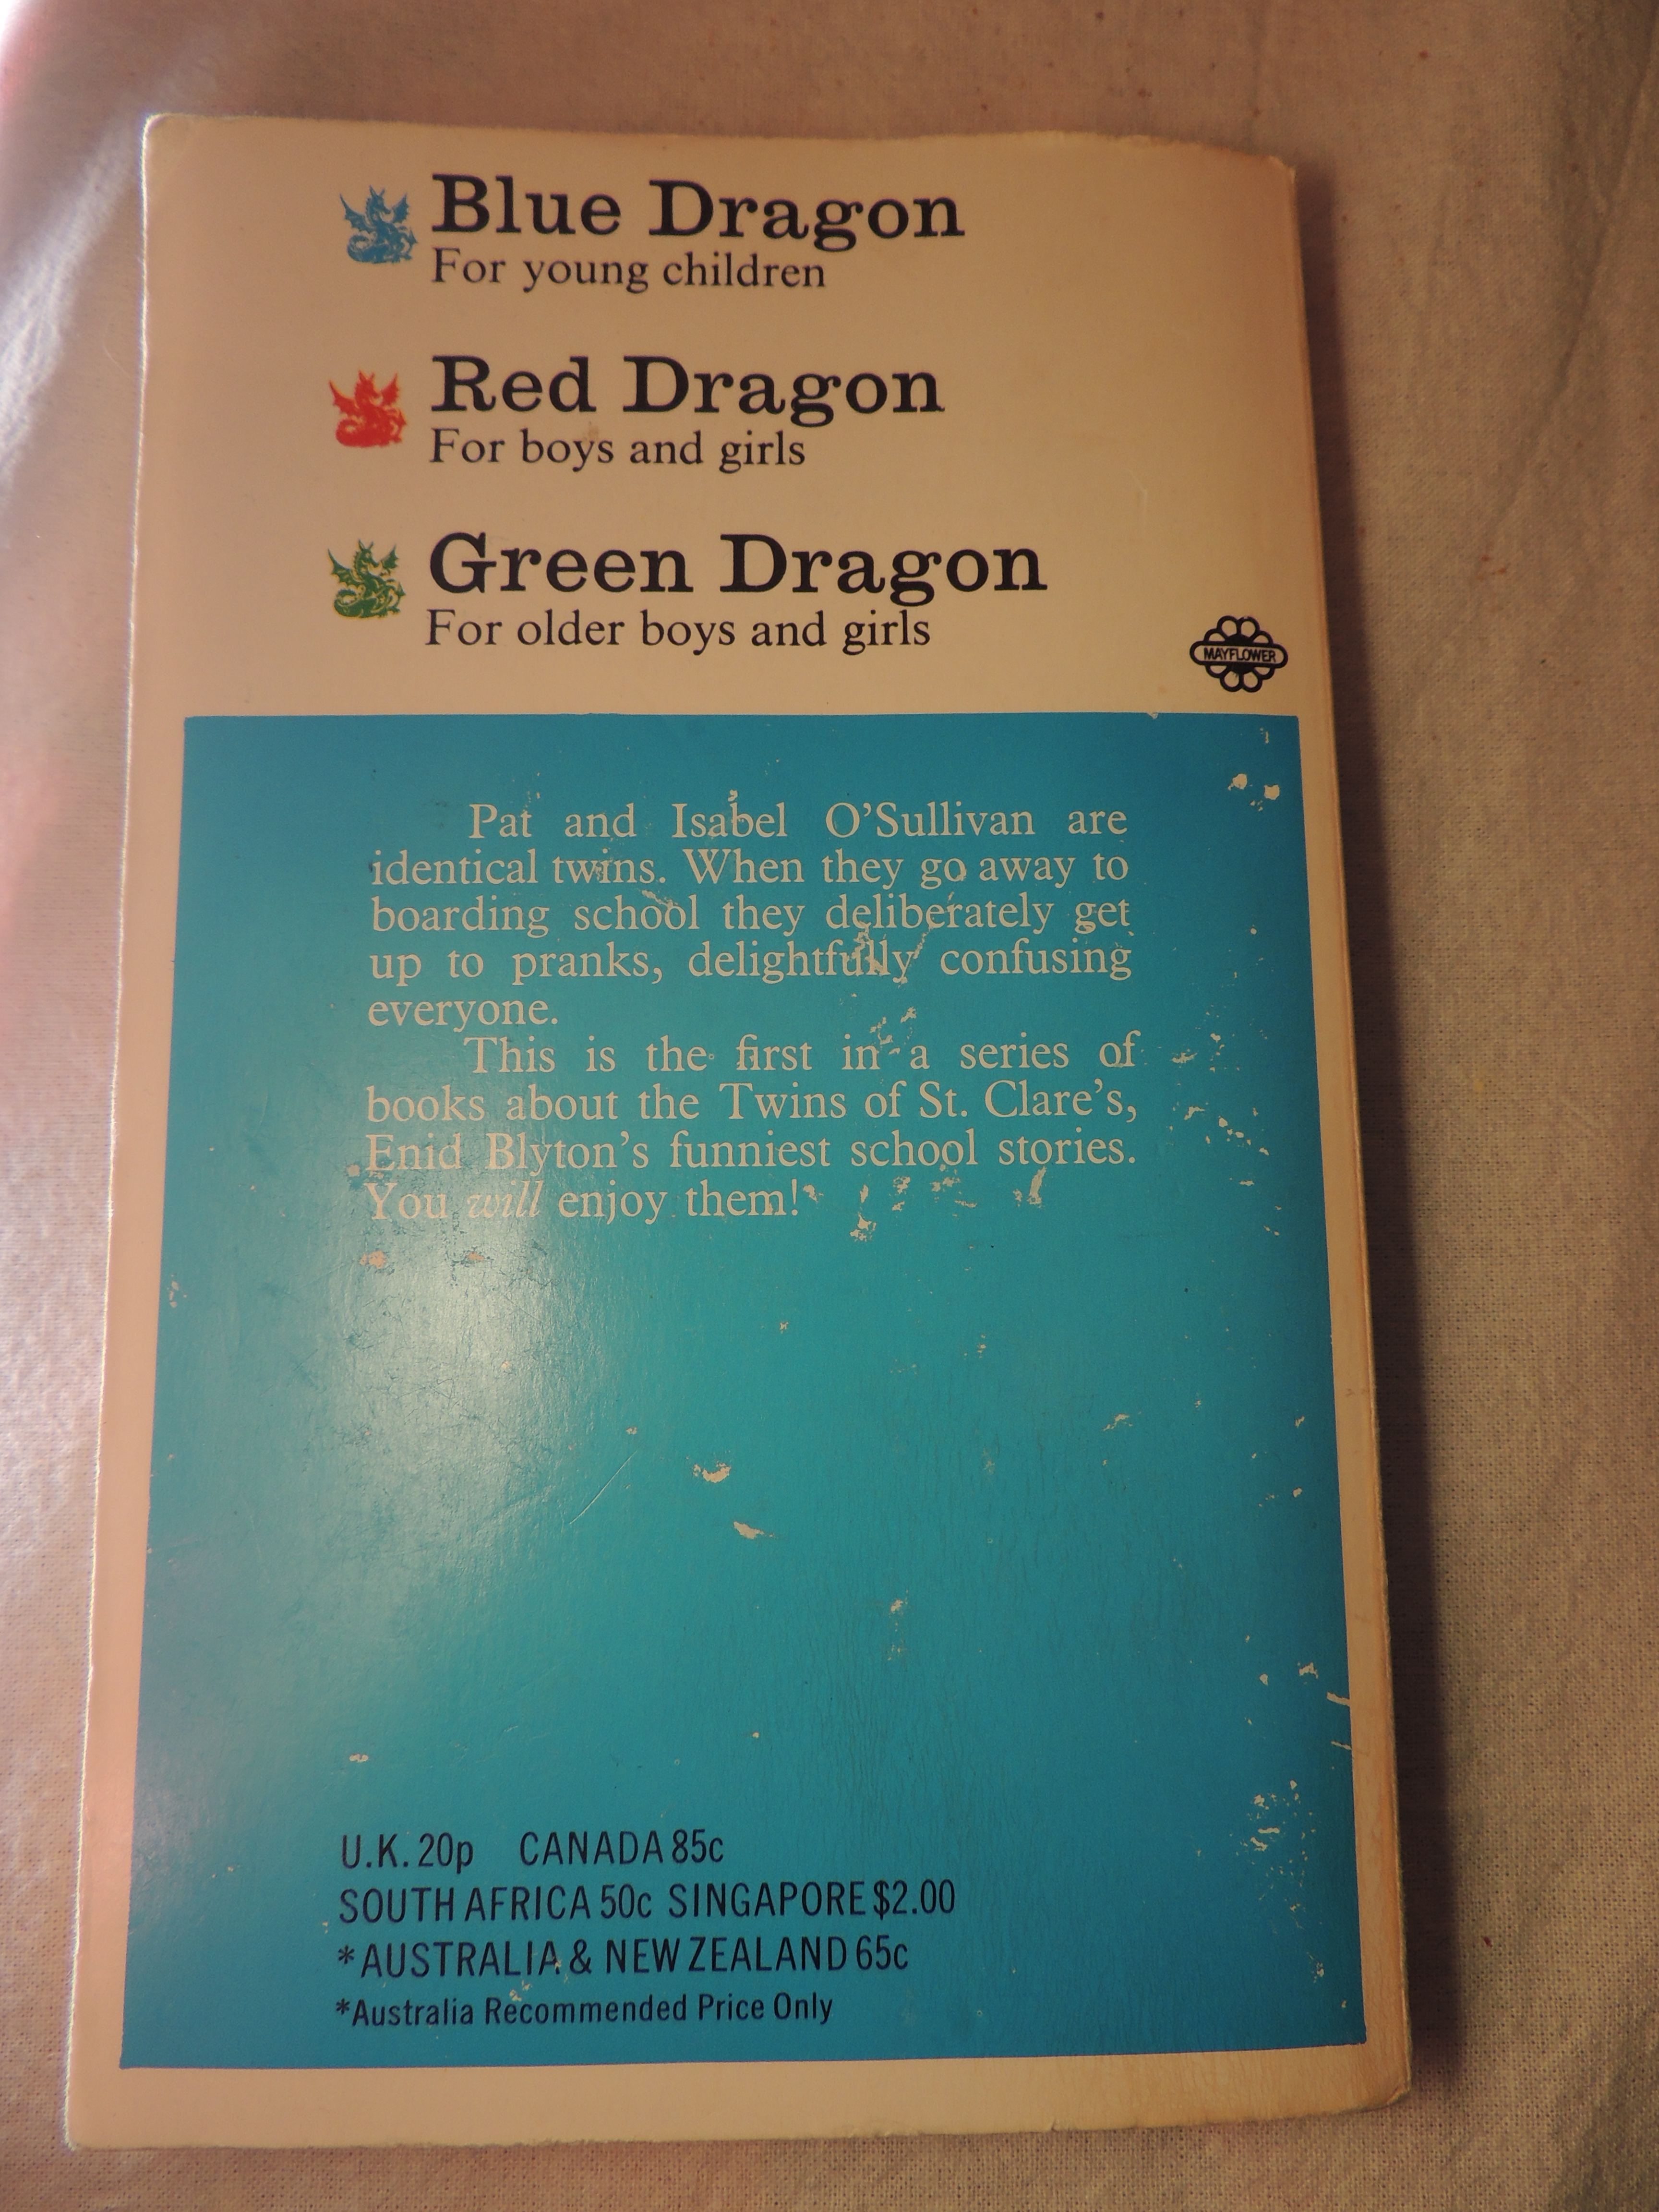 Blue Dragon
For young children
Red Dragon
For boys and girls
Green Dragon
For older boys and girls
MAYFLOWER
Pat and Isabel O'Sullivan are
identical twins. When they go away to
boarding school they deliberately get
up to pranks, delightfully confusing
everyone.
This is the first in a series of
books about the Twins of St. Clare's,
Enid Blyton's funniest school stories.
You will enjoy them!
U.K. 20p CANADA 85c
SOUTH AFRICA 50c SINGAPORE $2.00
*AUSTRALIA & NEW ZEALAND 65c
*Australia Recommended Price Only